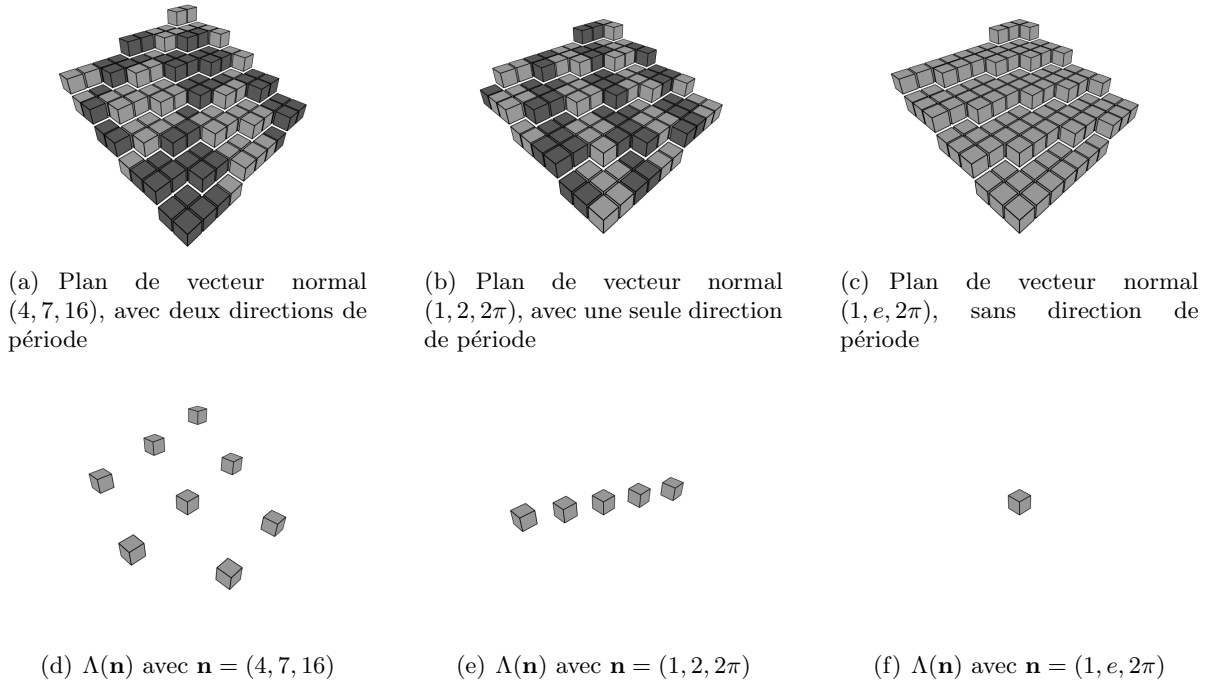 (a) Plan de vecteur normal
(4, 7, 16), avec deux directions de
période
(b) Plan de vecteur normal
(1, 2, 2π), avec une seule direction
de période
(c) Plan de vecteur normal
(1, e, 2π), sans direction de
période
(d) Λ(n) avec n = (4, 7, 16)
(e) Λ(n) avec n = (1, 2, 2π)
(f) Λ(n) avec n = (1, e, 2π)